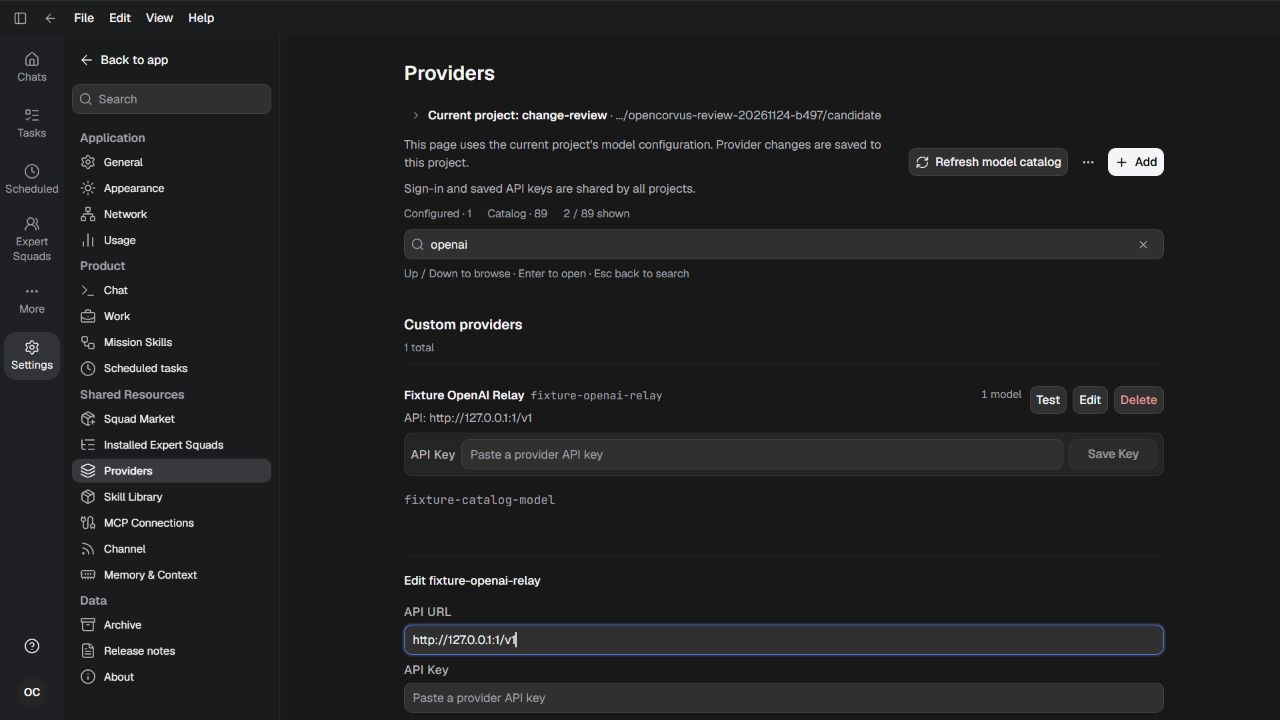 File Edit View Help
Chats
Tasks
Scheduled
Expert
Squads
More
Settings
OC
Back to app
Search
Application
General
Appearance
Network
Usage
Product
Chat
Work
Mission Skills
Scheduled tasks
Shared Resources
Squad Market
Installed Expert Squads
Providers
Skill Library
MCP Connections
Channel
Memory & Context
Data
Archive
Release notes
About
Providers
Current project: change-review · .../opencorvus-review-20261124-b497/candidate
This page uses the current project's model configuration. Provider changes are saved to
this project.
Sign-in and saved API keys are shared by all projects.
Refresh model catalog
Add
Configured · 1 Catalog · 89 2 / 89 shown
openai
Up / Down to browse · Enter to open · Esc back to search
Custom providers
1 total
Fixture OpenAI Relay fixture-openai-relay
1 model Test Edit Delete
API: http://127.0.0.1:1/v1
API Key Paste a provider API key Save Key
fixture-catalog-model
Edit fixture-openai-relay
API URL
http://127.0.0.1:1/v1
API Key
Paste a provider API key